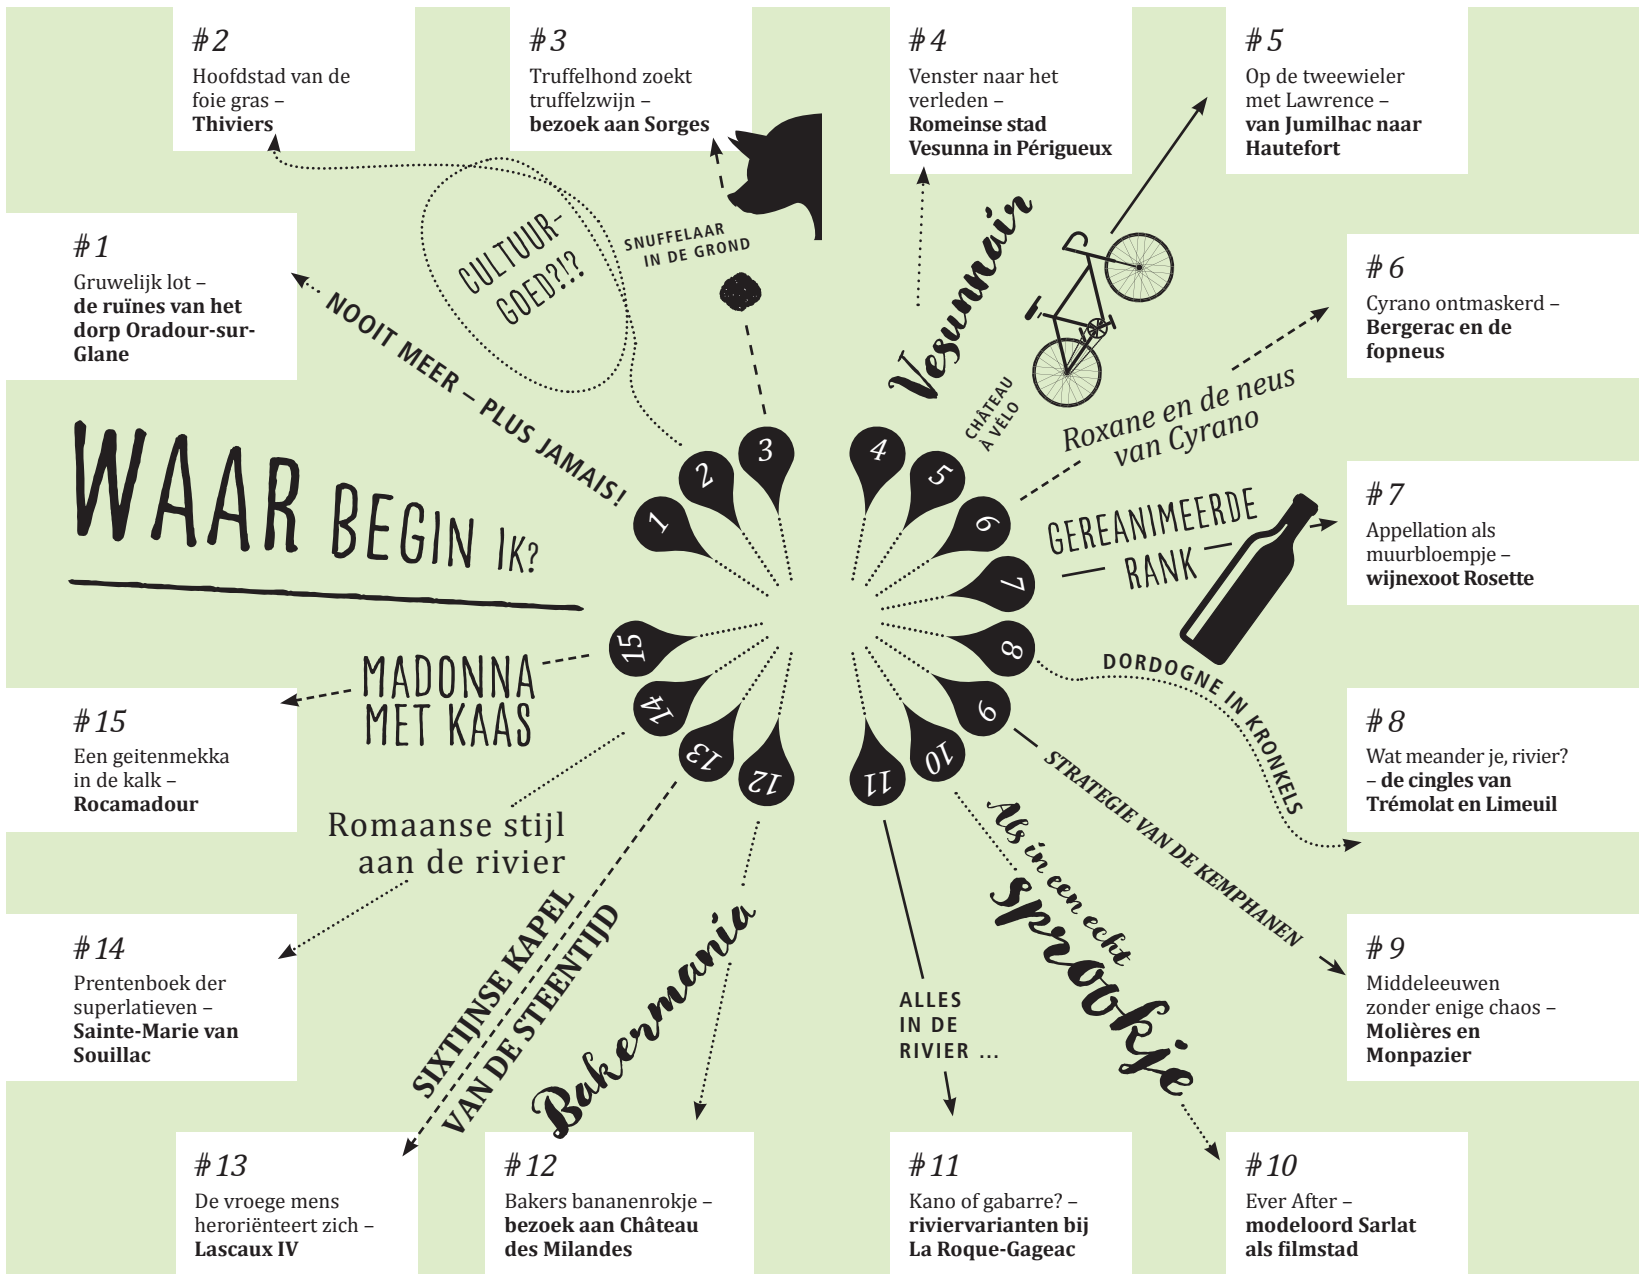 #2
Hoofdstad van de
foie gras –
Thiviers
#3
Truffelhond zoekt
truffelzwijn –
bezoek aan Sorges
#4
Venster naar het
verleden –
Romeinse stad
Vesunna in Périgueux
#5
Op de tweewieler
met Lawrence –
van Jumilhac naar
Hautefort
#1
Gruwelijk lot –
de ruïnes van het
dorp Oradour-sur-
Glane
NOOIT MEER – PLUS JAMAIS!
CULTUUR-
GOED?!?
SNUFFELAAR
IN DE GROND
Vesunnair
CHÂTEAU
À VÉLO
#6
Cyrano ontmaskerd –
Bergerac en de
fopneus
Roxane en de neus
van Cyrano
WAAR BEGIN IK?
1
2
3
4
5
6
7
8
9
10
11
12
13
14
15
GEREANIMEERDE
RANK
#7
Appellation als
muurbloempje –
wijnexoot Rosette
DORDOGNE IN KRONKELS
#8
Wat meander je, rivier?
– de cingles van
Trémolat en Limeuil
MADONNA
MET KAAS
#15
Een geitenmekka
in de kalk –
Rocamadour
Romaanse stijl
aan de rivier
#14
Prentenboek der
superlatieven –
Sainte-Marie van
Souillac
SIXTIJNSE KAPEL
VAN DE STEENTIJD
Bakermania
ALLES
IN DE
RIVIER ...
Als in een echt
sprookje
STRATEGIE VAN DE KEMPHANEN
#9
Middeleeuwen
zonder enige chaos –
Molières en
Monpazier
#13
De vroege mens
heroriënteert zich –
Lascaux IV
#12
Bakers bananenrokje –
bezoek aan Château
des Milandes
#11
Kano of gabarre? –
riviervarianten bij
La Roque-Gageac
#10
Ever After –
modeloord Sarlat
als filmstad